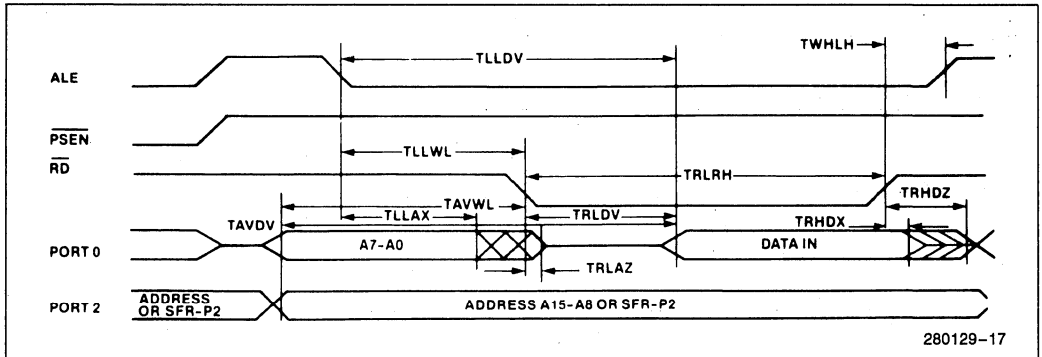 TWHLH
TLLDV
ALE
PSEN
TLLWL
RD
TRLRH
TRHDZ
TAVWL
TLLAX
TRLDV
TAVDV
TRHDX
PORT 0
A7-A0
DATA IN
TRLAZ
PORT 2
ADDRESS
OR SFR-P2
ADDRESS A15-A8 OR SFR-P2
280129-17